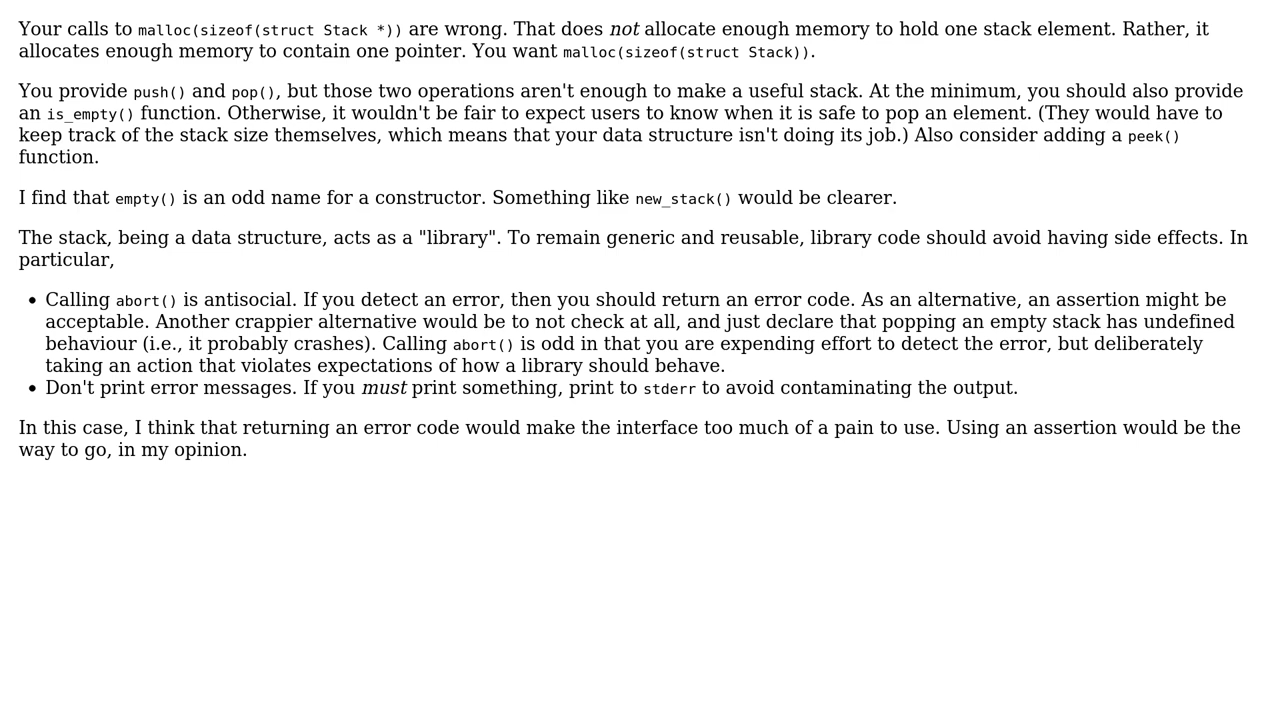 Your calls to malloc(sizeof(struct Stack *)) are wrong. That does not allocate enough memory to hold one stack element. Rather, it
allocates enough memory to contain one pointer. You want malloc(sizeof(struct Stack)).
You provide push() and pop(), but those two operations aren't enough to make a useful stack. At the minimum, you should also provide
an is_empty() function. Otherwise, it wouldn't be fair to expect users to know when it is safe to pop an element. (They would have to
keep track of the stack size themselves, which means that your data structure isn't doing its job.) Also consider adding a peek()
function.
I find that empty() is an odd name for a constructor. Something like new_stack() would be clearer.
The stack, being a data structure, acts as a "library". To remain generic and reusable, library code should avoid having side effects. In
particular,
• Calling abort() is antisocial. If you detect an error, then you should return an error code. As an alternative, an assertion might be
acceptable. Another crappier alternative would be to not check at all, and just declare that popping an empty stack has undefined
behaviour (i.e., it probably crashes). Calling abort() is odd in that you are expending effort to detect the error, but deliberately
taking an action that violates expectations of how a library should behave.
• Don't print error messages. If you must print something, print to stderr to avoid contaminating the output.
In this case, I think that returning an error code would make the interface too much of a pain to use. Using an assertion would be the
way to go, in my opinion.